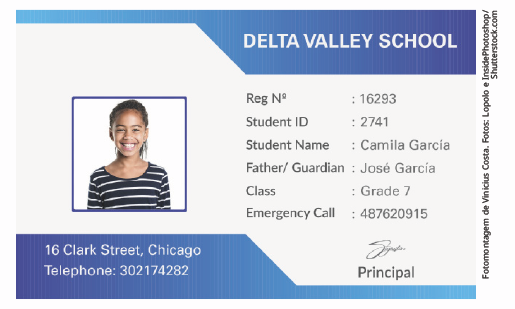 DELTA VALLEY SCHOOL
Reg Nº : 16293
Student ID : 2741
Student Name : Camila García
Father/ Guardian : José García
Class : Grade 7
Emergency Call : 487620915
16 Clark Street, Chicago
Telephone: 302174282
Principal
Fotomontagem de Vinícius Costa. Fotos: Lopolo e InsidePhotoshop/
Shutterstock.com